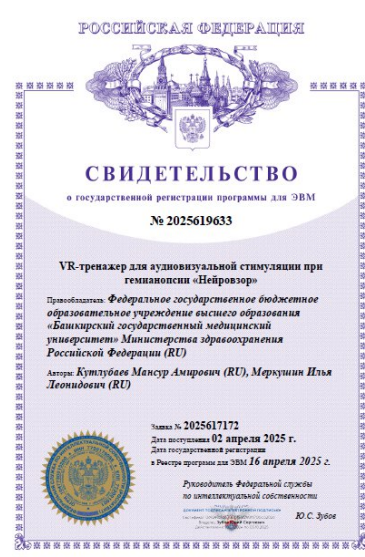 РОССИЙСКАЯ ФЕДЕРАЦИЯ
СВИДЕТЕЛЬСТВО
о государственной регистрации программы для ЭВМ
№ 2025619633
VR-тренажер для аудиовизуальной стимуляции при
гемианопсии «Нейровзор»
Правообладатель: Федеральное государственное бюджетное
образовательное учреждение высшего образования
«Башкирский государственный медицинский
университет» Министерства здравоохранения
Российской Федерации (RU)
Авторы: Кутлубаев Мансур Амирович (RU), Меркушин Илья
Леонидович (RU)
Заявка № 2025617172
Дата поступления 02 апреля 2025 г.
Дата государственной регистрации
в Реестре программ для ЭВМ 16 апреля 2025 г.
Руководитель Федеральной службы
по интеллектуальной собственности
Ю.С. Зубов